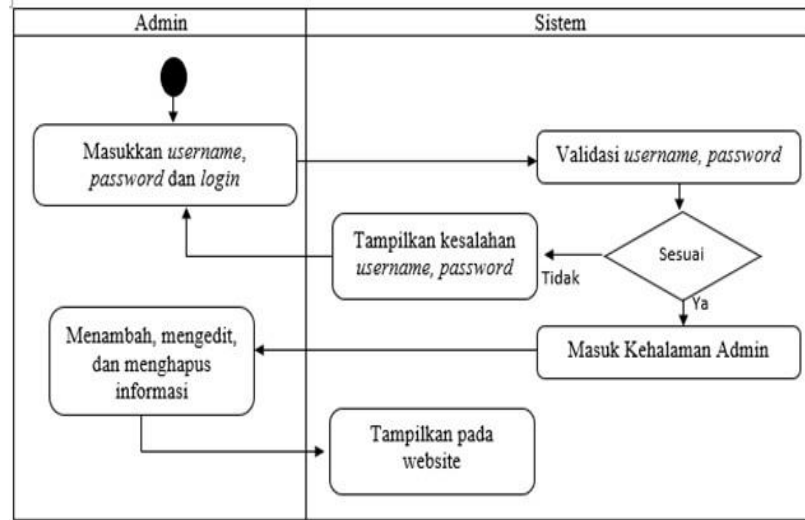 Admin
Sistem
Masukkan username,
password dan login
Validasi username, password
Tampilkan kesalahan
username, password
Sesuai
Tidak
Ya
Menambah, mengedit,
dan menghapus
informasi
Masuk Kehalaman Admin
Tampilkan pada
website